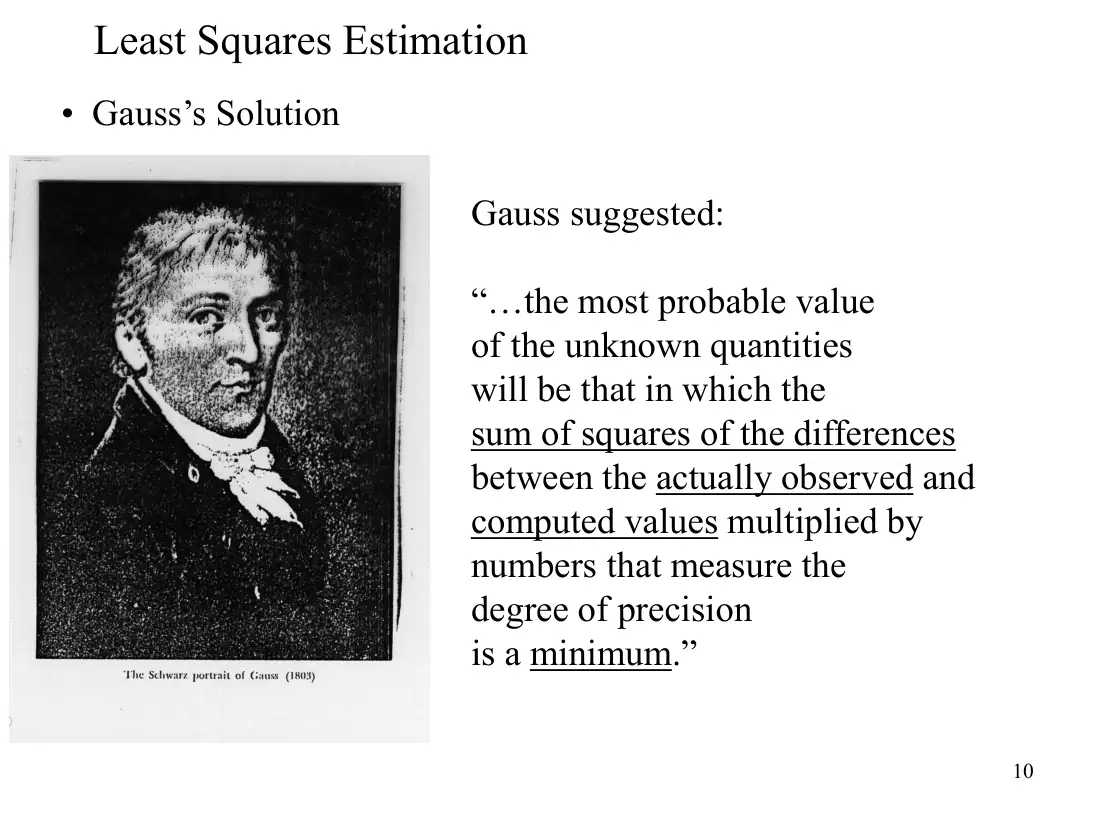 Least Squares Estimation
• Gauss’s Solution
Gauss suggested:
“…the most probable value
of the unknown quantities
will be that in which the
sum of squares of the differences
between the actually observed and
computed values multiplied by
numbers that measure the
degree of precision
is a minimum.”
The Schwarz portrait of Gauss (1803)
10